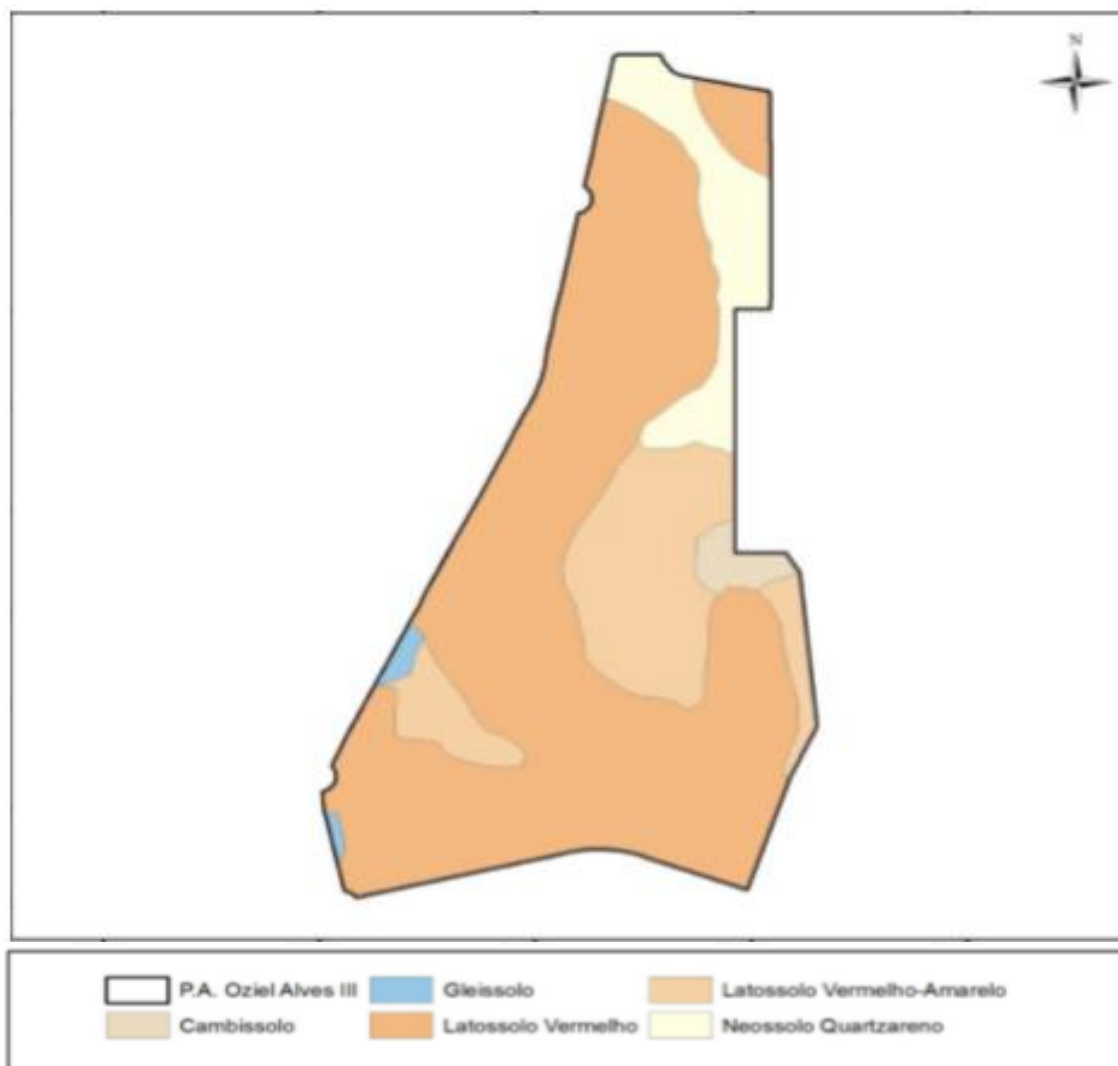 N
P.A. Oziel Alves III
Gleissolo
Latossolo Vermelho-Amarelo
Cambissolo
Latossolo Vermelho
Neossolo Quartzareno